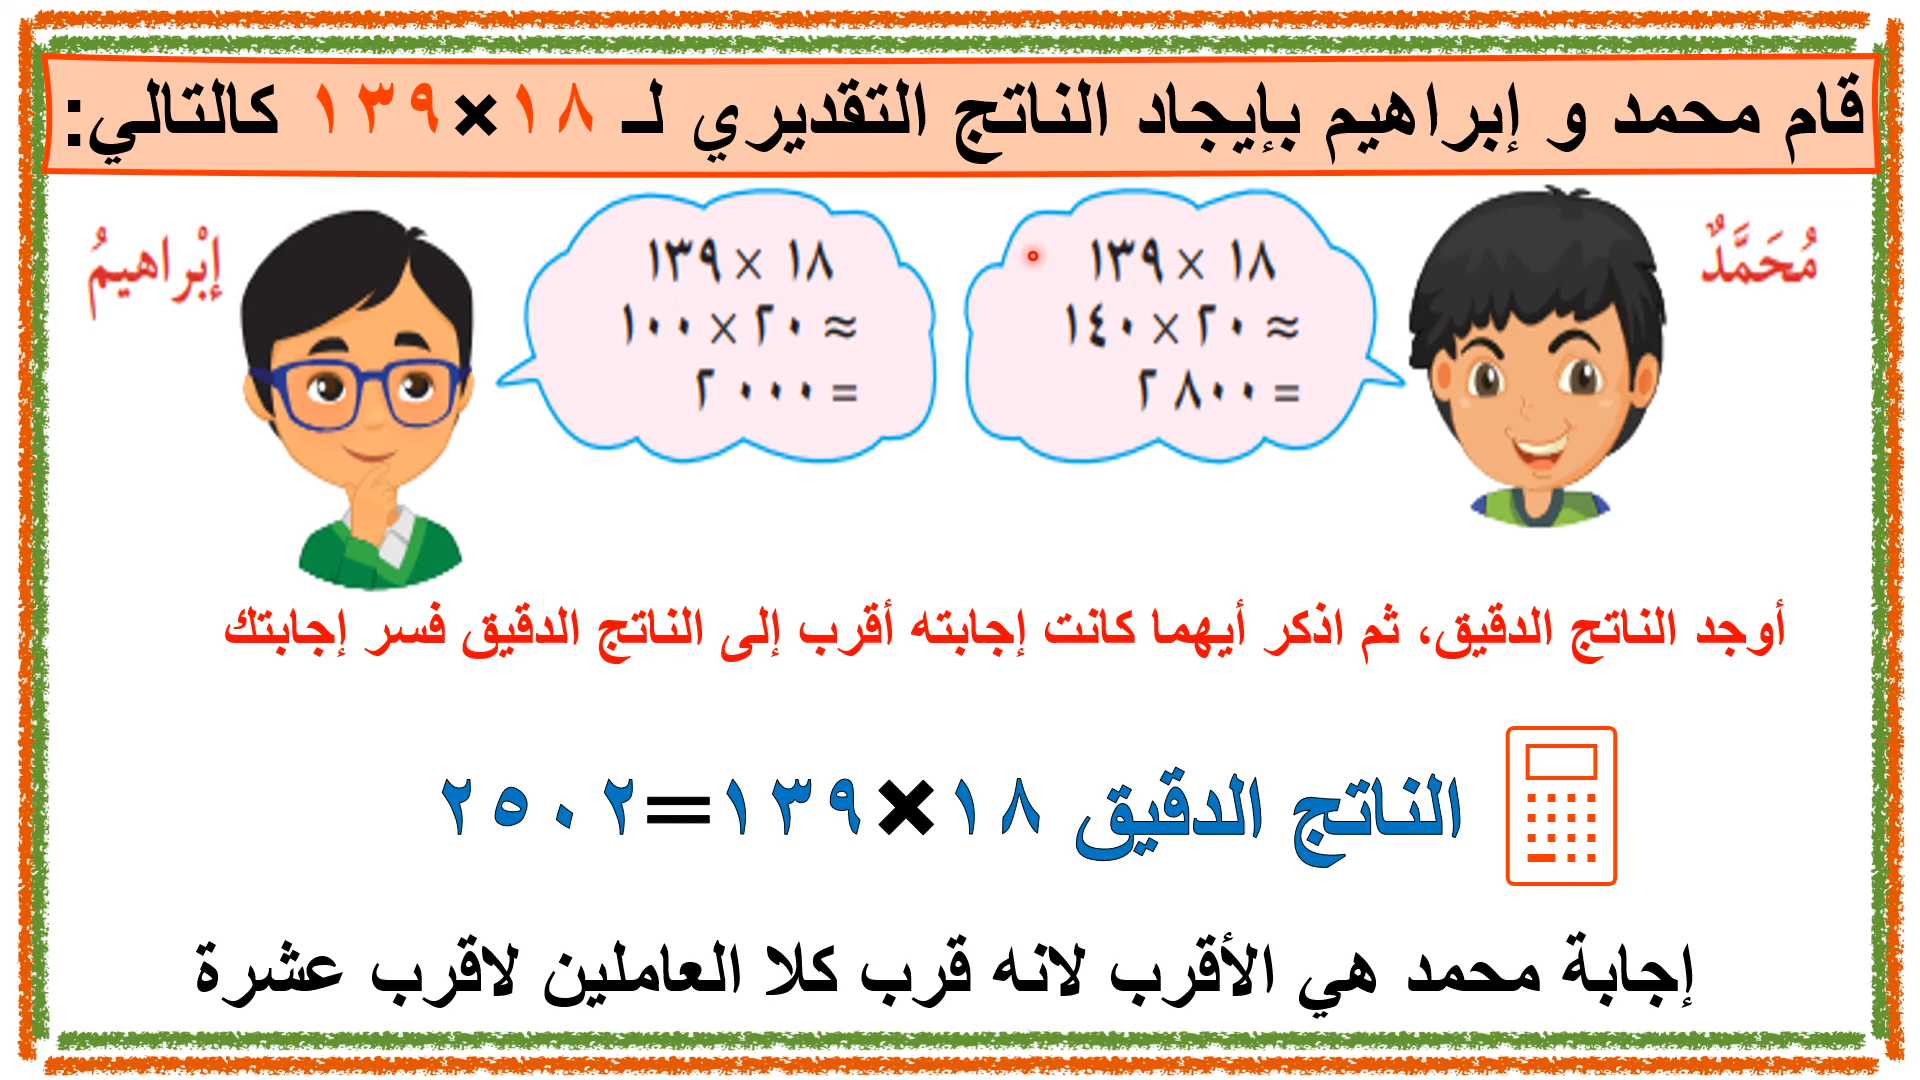 قام محمد و إبراهيم بإيجاد الناتج التقديري لـ ١٨×١٣٩ كالتالي:
مُحَمَّدٌ
١٨ × ١٣٩
≈ ٢٠ × ١٤٠
= ٢٨٠٠
١٨ × ١٣٩
≈ ٢٠ × ١٠٠
= ٢٠٠٠
إبْراهيمُ
أوجد الناتج الدقيق، ثم اذكر أيهما كانت إجابته أقرب إلى الناتج الدقيق فسر إجابتك
الناتج الدقيق ١٨×١٣٩=٢٥٠٢
إجابة محمد هي الأقرب لانه قرب كلا العاملين لاقرب عشرة